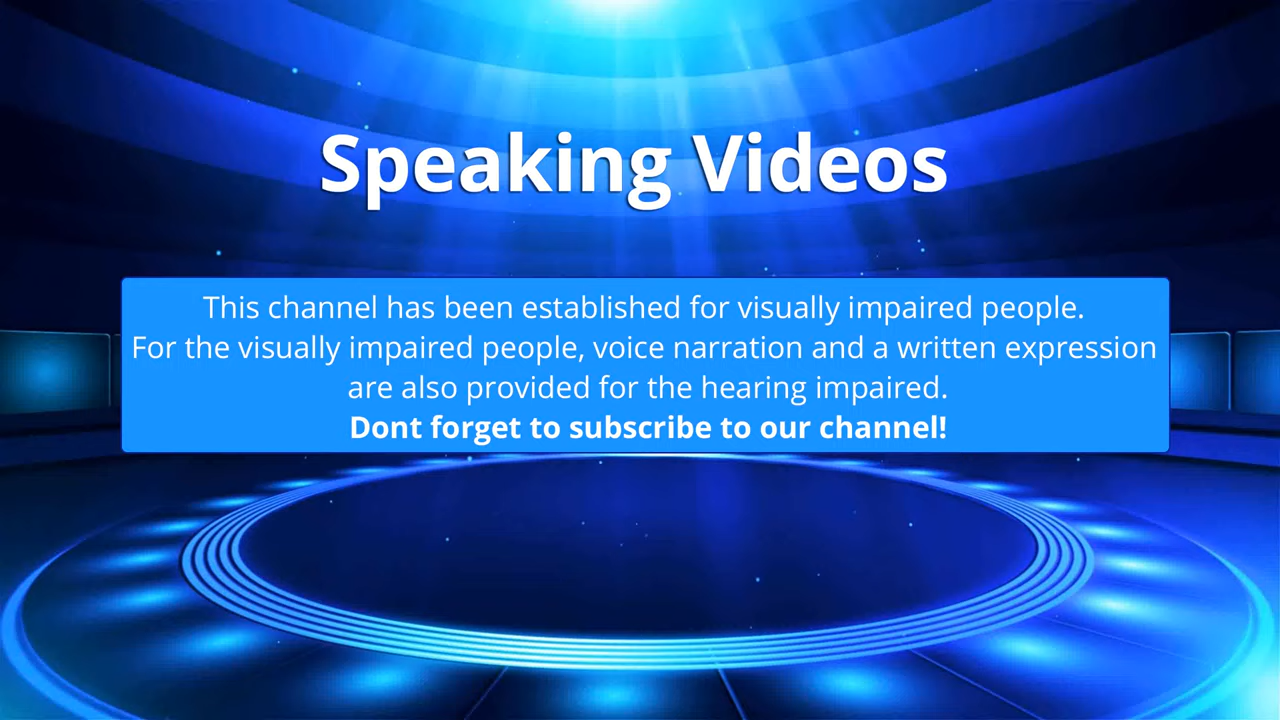 Speaking Videos
This channel has been established for visually impaired people.
For the visually impaired people, voice narration and a written expression
are also provided for the hearing impaired.
Dont forget to subscribe to our channel!